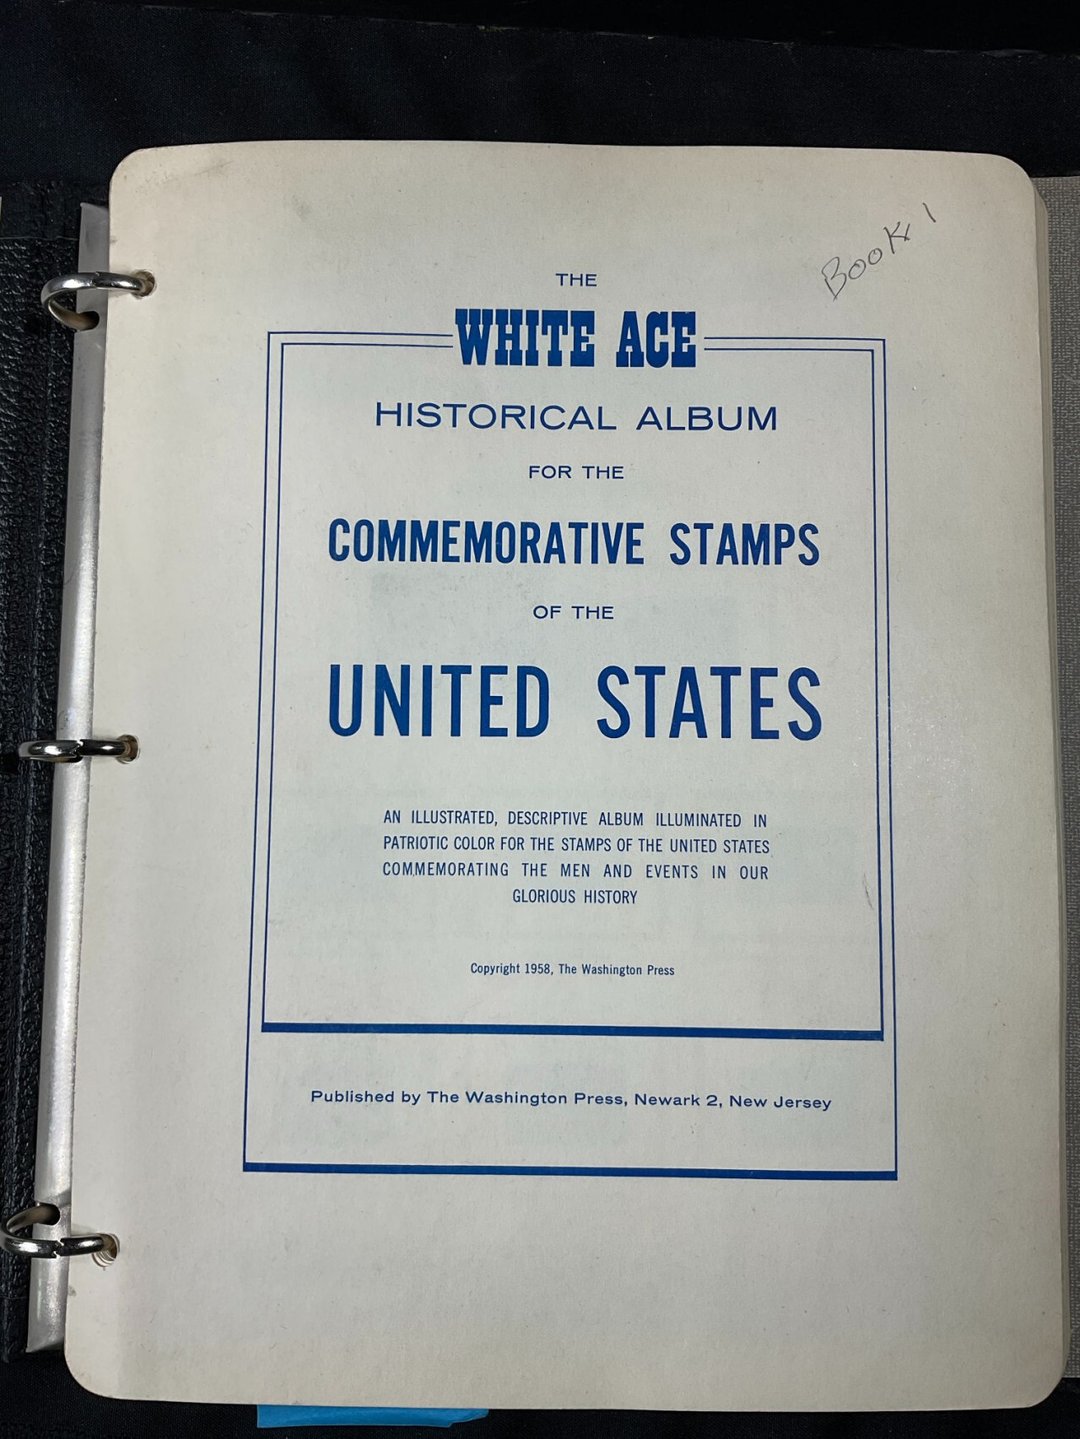 Book 1
THE
WHITE ACE
HISTORICAL ALBUM
FOR THE
COMMEMORATIVE STAMPS
OF THE
UNITED STATES
AN ILLUSTRATED, DESCRIPTIVE ALBUM ILLUMINATED IN
PATRIOTIC COLOR FOR THE STAMPS OF THE UNITED STATES
COMMEMORATING THE MEN AND EVENTS IN OUR
GLORIOUS HISTORY
Copyright 1958, The Washington Press
Published by The Washington Press, Newark 2, New Jersey